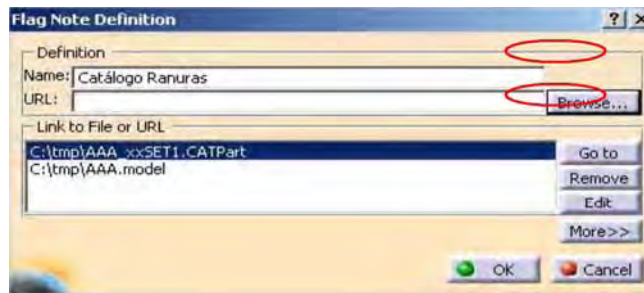 Flag Note Definition
Definition
Name: Catálogo Ranuras
URL:
Browse...
Link to File or URL
C:\tmp\AAA_xxSET1.CATPart
C:\tmp\AAA.model
Go to
Remove
Edit
More>>
OK
Cancel